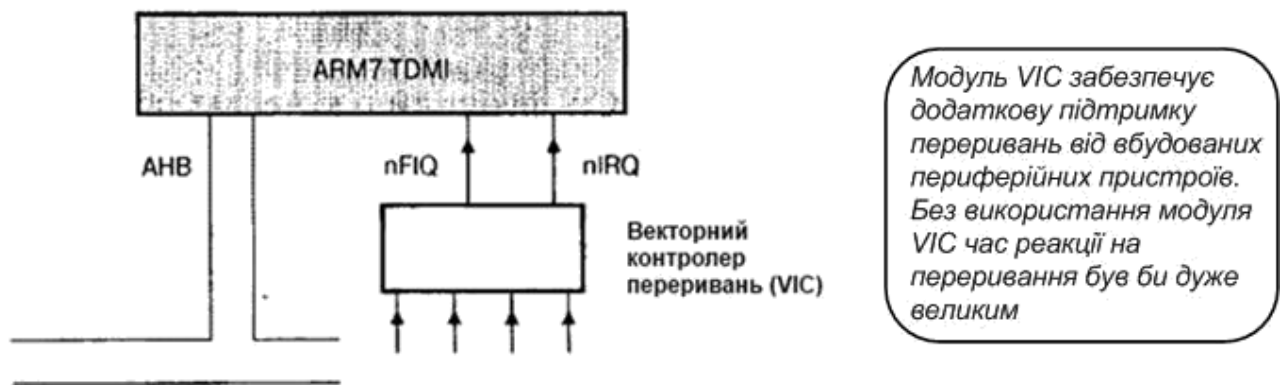 ARM7 TDMI
AHB
nFIQ
nIRQ
Векторний
контролер
переривань (VIC)
Модуль VIC забезпечує
додаткову підтримку
переривань від вбудованих
периферійних пристроїв.
Без використання модуля
VIC час реакції на
переривання був би дуже
великим